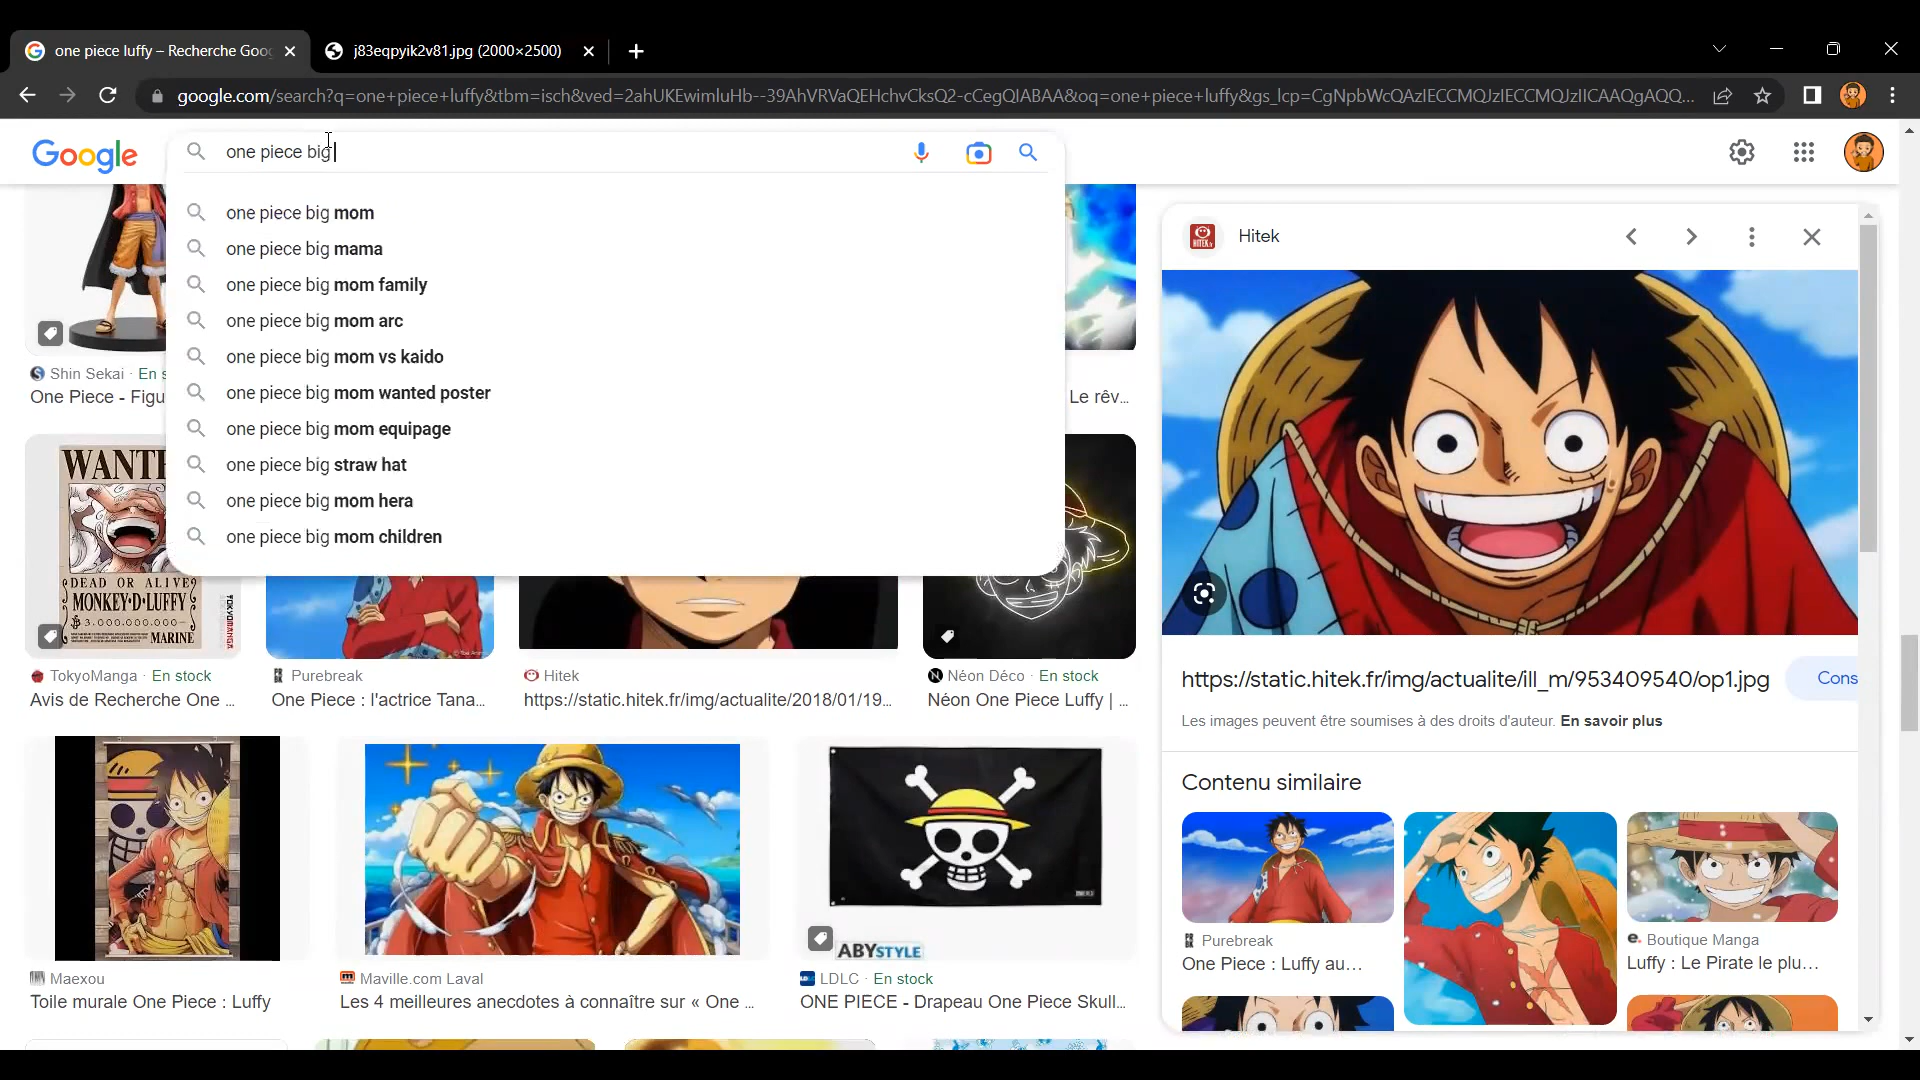 one piece luffy – Recherche Goo
j83eqpyik2v81.jpg (2000×2500)
google.com/search?q=one+piece+luffy&tbm=isch&ved=2ahUKEwimluHb--39AhVRVaQEHchvCksQ2-cCegQIABAA&oq=one+piece+luffy&gs_lcp=CgNpbWcQAzIECCMQJzIECCMQJzIICAAQgAQQ...
Google
one piece big
one piece big mom
one piece big mama
one piece big mom family
one piece big mom arc
one piece big mom vs kaido
one piece big mom wanted poster
one piece big mom equipage
one piece big straw hat
one piece big mom hera
one piece big mom children
Shin Sekai · En s
One Piece - Figu
Le rêv...
WANT
DEAD OR ALIVE
MONKEY·D·LUFFY
3.000.000.000-
MARINE
TOKYOMANGA
TokyoManga · En stock
Avis de Recherche One ...
Purebreak
One Piece : l'actrice Tana...
Hitek
https://static.hitek.fr/img/actualite/2018/01/19...
Néon Déco · En stock
Néon One Piece Luffy | ...
Maexou
Toile murale One Piece : Luffy
Maville.com Laval
Les 4 meilleures anecdotes à connaître sur « One ...
ABYSTYLE
LDLC · En stock
ONE PIECE - Drapeau One Piece Skull...
HITEK.fr
Hitek
https://static.hitek.fr/img/actualite/ill_m/953409540/op1.jpg
Cons
Les images peuvent être soumises à des droits d'auteur. En savoir plus
Contenu similaire
Purebreak
One Piece : Luffy au...
Boutique Manga
Luffy : Le Pirate le plu...